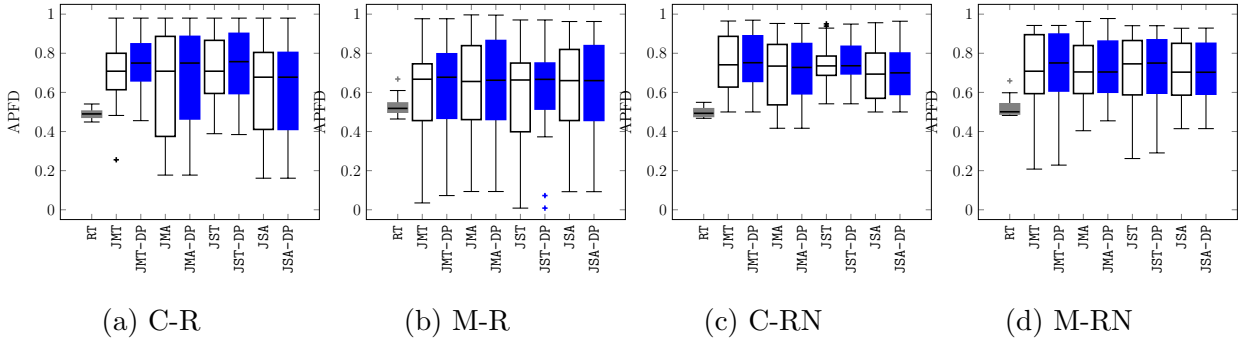 APFD
1
0.8
0.6
0.4
0.2
0
RT
JMT
JMT-DP
JMA
JMA-DP
JST
JST-DP
JSA
JSA-DP
(a) C-R
APFD
1
0.8
0.6
0.4
0.2
0
RT
JMT
JMT-DP
JMA
JMA-DP
JST
JST-DP
JSA
JSA-DP
(b) M-R
APFD
1
0.8
0.6
0.4
0.2
0
RT
JMT
JMT-DP
JMA
JMA-DP
JST
JST-DP
JSA
JSA-DP
(c) C-RN
APFD
1
0.8
0.6
0.4
0.2
0
RT
JMT
JMT-DP
JMA
JMA-DP
JST
JST-DP
JSA
JSA-DP
(d) M-RN